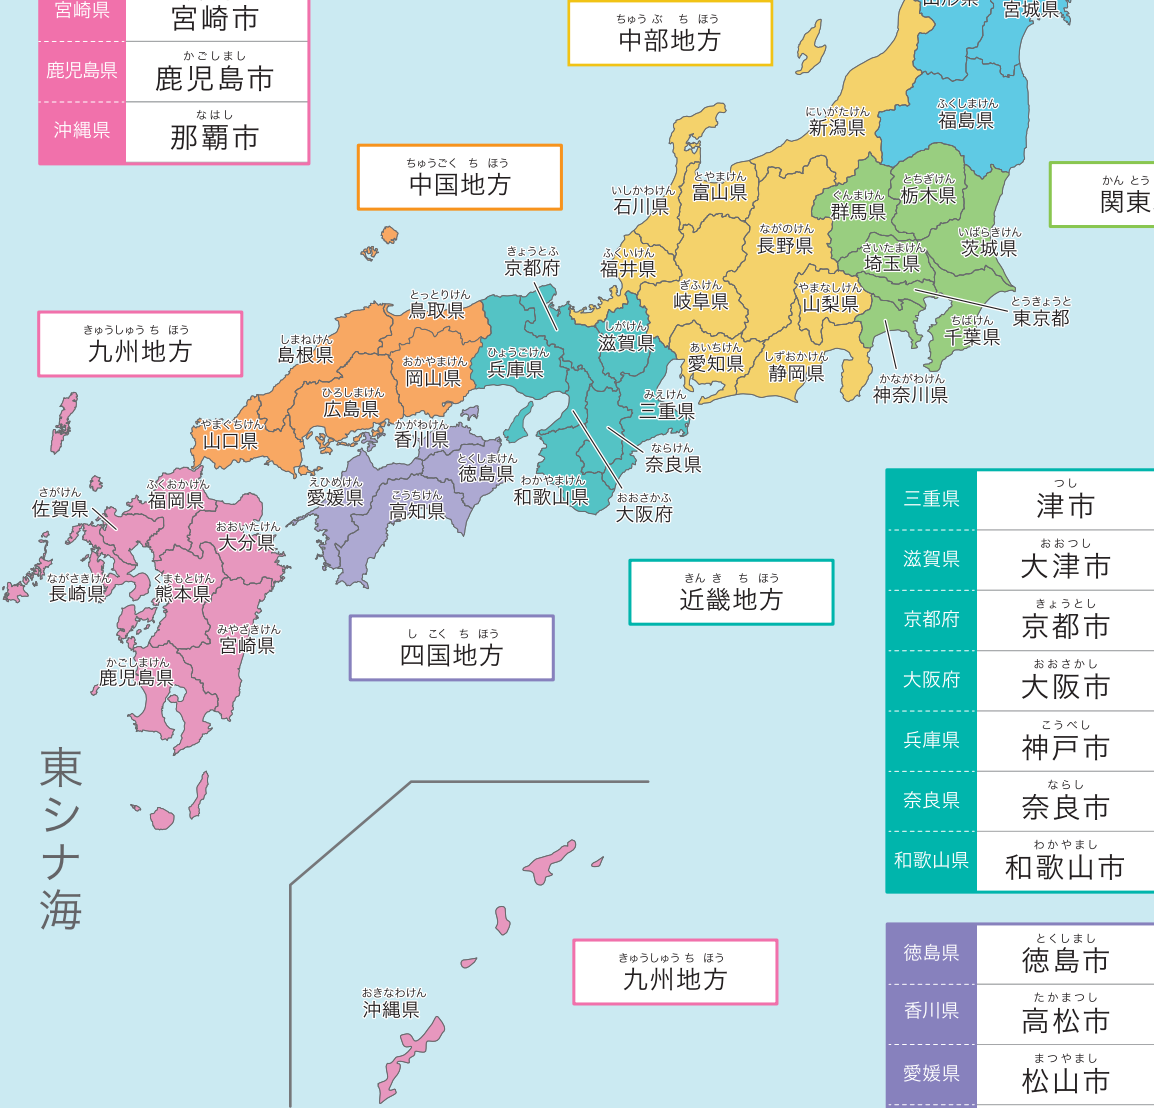 宮崎県
宮崎市
鹿児島県
かごしまし
鹿児島市
沖縄県
なはし
那覇市
ちゅうぶ ち ほう
中部地方
宮城県
ふくしまけん
福島県
にいがたけん
新潟県
ちゅうごく ち ほう
中国地方
かん とう
関東
とちぎけん
栃木県
ぐんまけん
群馬県
とやまけん
富山県
いしかわけん
石川県
ながのけん
長野県
いばらきけん
茨城県
さいたまけん
埼玉県
ふくいけん
福井県
きょうとふ
京都府
ぎふけん
岐阜県
やまなしけん
山梨県
とうきょうと
東京都
ちばけん
千葉県
とっとりけん
鳥取県
しまねけん
島根県
きゅうしゅう ち ほう
九州地方
しがけん
滋賀県
ひょうごけん
兵庫県
おかやまけん
岡山県
あいちけん
愛知県
しずおかけん
静岡県
かながわけん
神奈川県
ひろしまけん
広島県
みえけん
三重県
やまぐちけん
山口県
かがわけん
香川県
ならけん
奈良県
とくしまけん
徳島県
わかやまけん
和歌山県
おおさかふ
大阪府
えひめけん
愛媛県
こうちけん
高知県
ふくおかけん
福岡県
さがけん
佐賀県
おおいたけん
大分県
ながさきけん
長崎県
くまもとけん
熊本県
みやざきけん
宮崎県
かごしまけん
鹿児島県
きん き ち ほう
近畿地方
し こく ち ほう
四国地方
三重県
つし
津市
滋賀県
おおつし
大津市
京都府
きょうとし
京都市
大阪府
おおさかし
大阪市
兵庫県
こうべし
神戸市
奈良県
ならし
奈良市
和歌山県
わかやまし
和歌山市
徳島県
とくしまし
徳島市
香川県
たかまつし
高松市
愛媛県
まつやまし
松山市
東シナ海
きゅうしゅう ち ほう
九州地方
おきなわけん
沖縄県